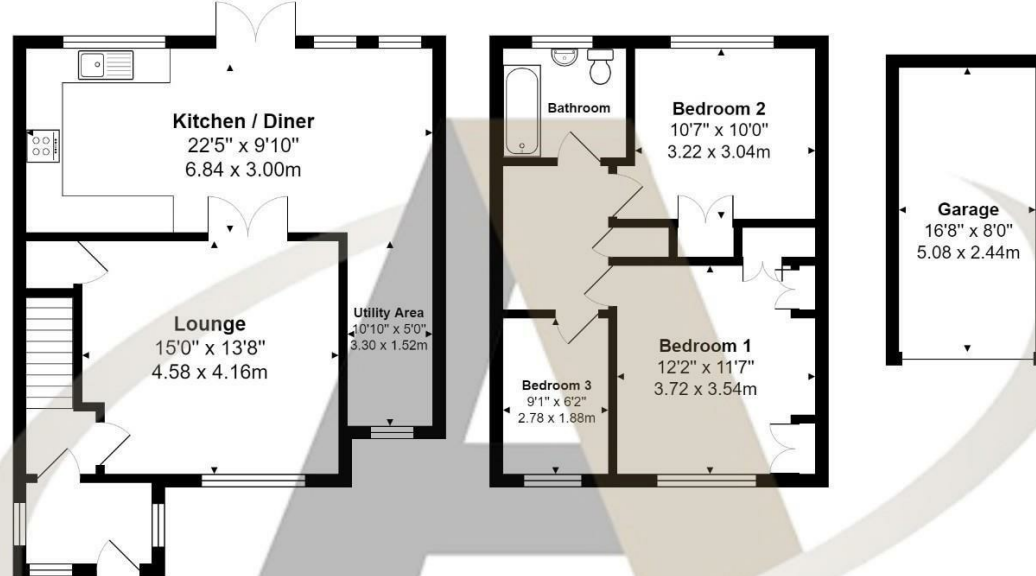 Kitchen / Diner
22'5" x 9'10"
6.84 x 3.00m
Lounge
15'0" x 13'8"
4.58 x 4.16m
Utility Area
10'10" x 5'0"
3.30 x 1.52m
Bathroom
Bedroom 2
10'7" x 10'0"
3.22 x 3.04m
Bedroom 1
12'2" x 11'7"
3.72 x 3.54m
Bedroom 3
9'1" x 6'2"
2.78 x 1.88m
Garage
16'8" x 8'0"
5.08 x 2.44m